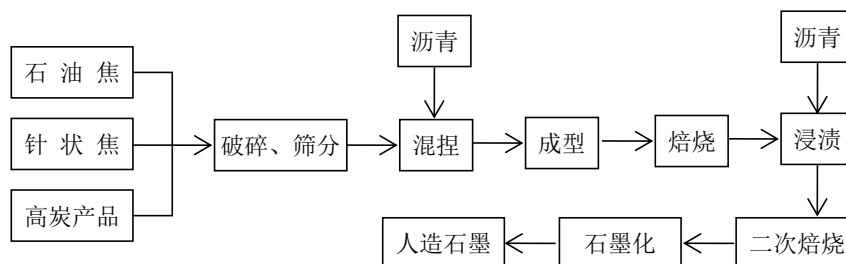 沥青
沥青
石油焦
针状焦
高炭产品
破碎、筛分
混捏
成型
焙烧
浸渍
人造石墨
石墨化
二次焙烧